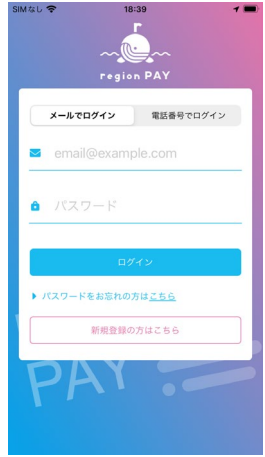 SIMなし 18:39
region PAY
メールでログイン 電話番号でログイン
email@example.com
パスワード
ログイン
パスワードをお忘れの方はこちら
新規登録の方はこちら
PAY